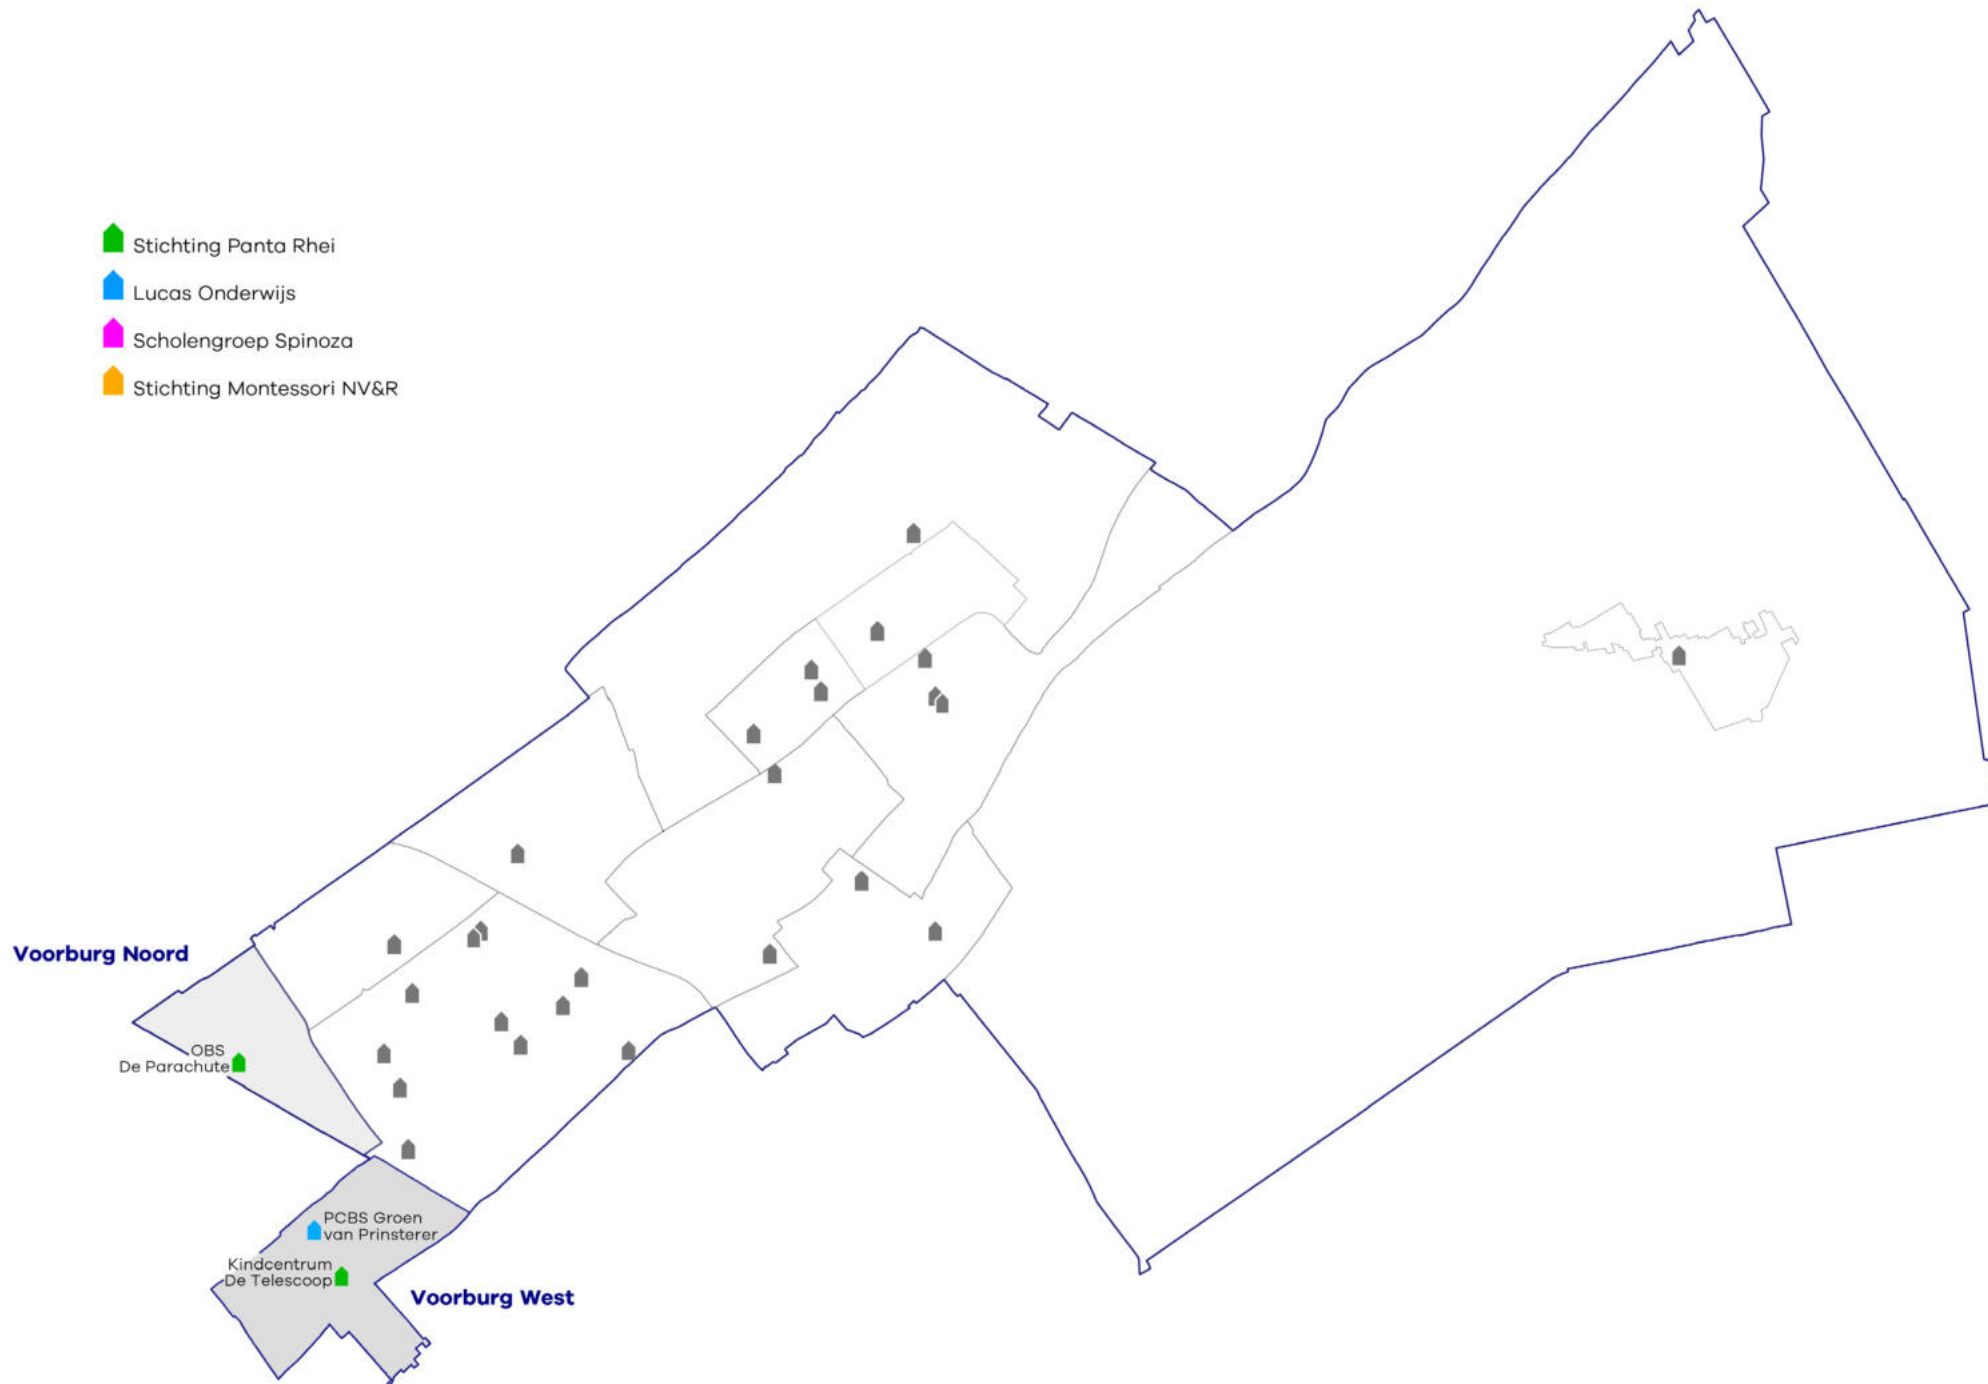 Stichting Panta Rhei
Lucas Onderwijs
Scholengroep Spinoza
Stichting Montessori NV&R
Voorburg Noord
OBS
De Parachute
PCBS Groen
van Prinsterer
Kindcentrum
De Telescoop
Voorburg West